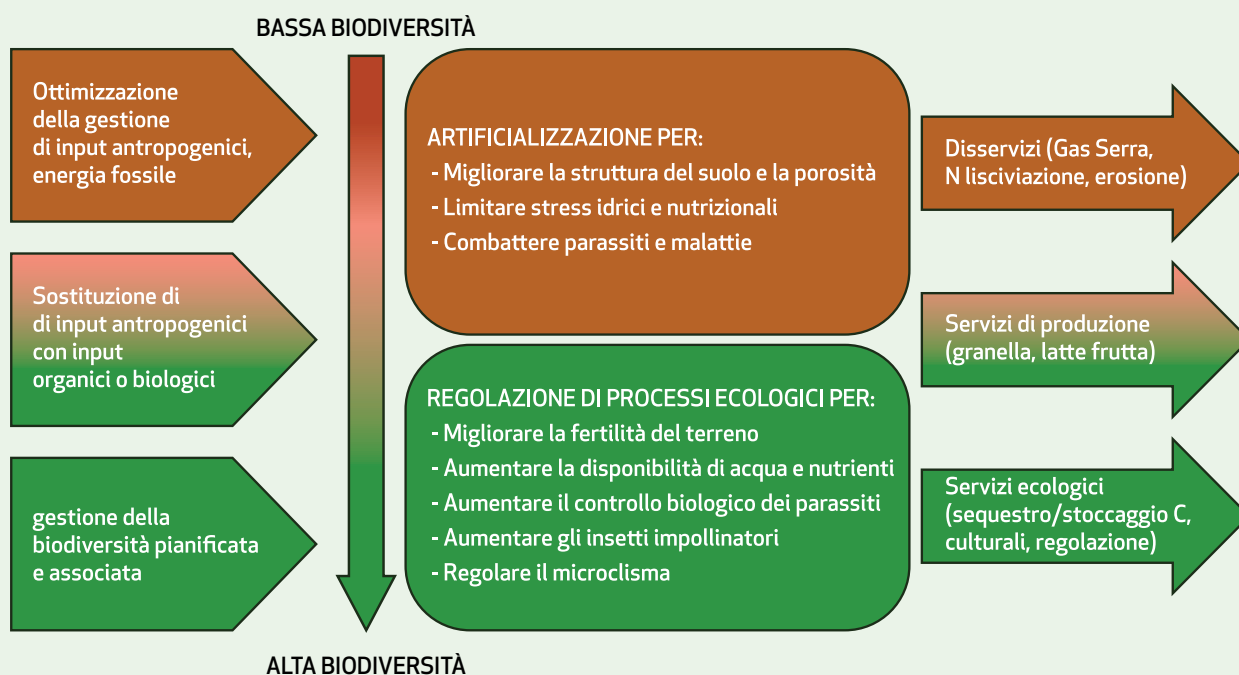 BASSA BIODIVERSITÀ
Ottimizzazione
della gestione
di input antropogenici,
energia fossile
Sostituzione di
di input antropogenici
con input
organici o biologici
gestione della
biodiversità pianificata
e associata
ARTIFICIALIZZAZIONE PER:
- Migliorare la struttura del suolo e la porosità
- Limitare stress idrici e nutrizionali
- Combattere parassiti e malattie
REGOLAZIONE DI PROCESSI ECOLOGICI PER:
- Migliorare la fertilità del terreno
- Aumentare la disponibilità di acqua e nutrienti
- Aumentare il controllo biologico dei parassiti
- Aumentare gli insetti impollinatori
- Regolare il microclisma
Disservizi (Gas Serra,
N lisciviazione, erosione)
Servizi di produzione
(granella, latte frutta)
Servizi ecologici
(sequestro/stoccaggio C,
culturali, regolazione)
ALTA BIODIVERSITÀ